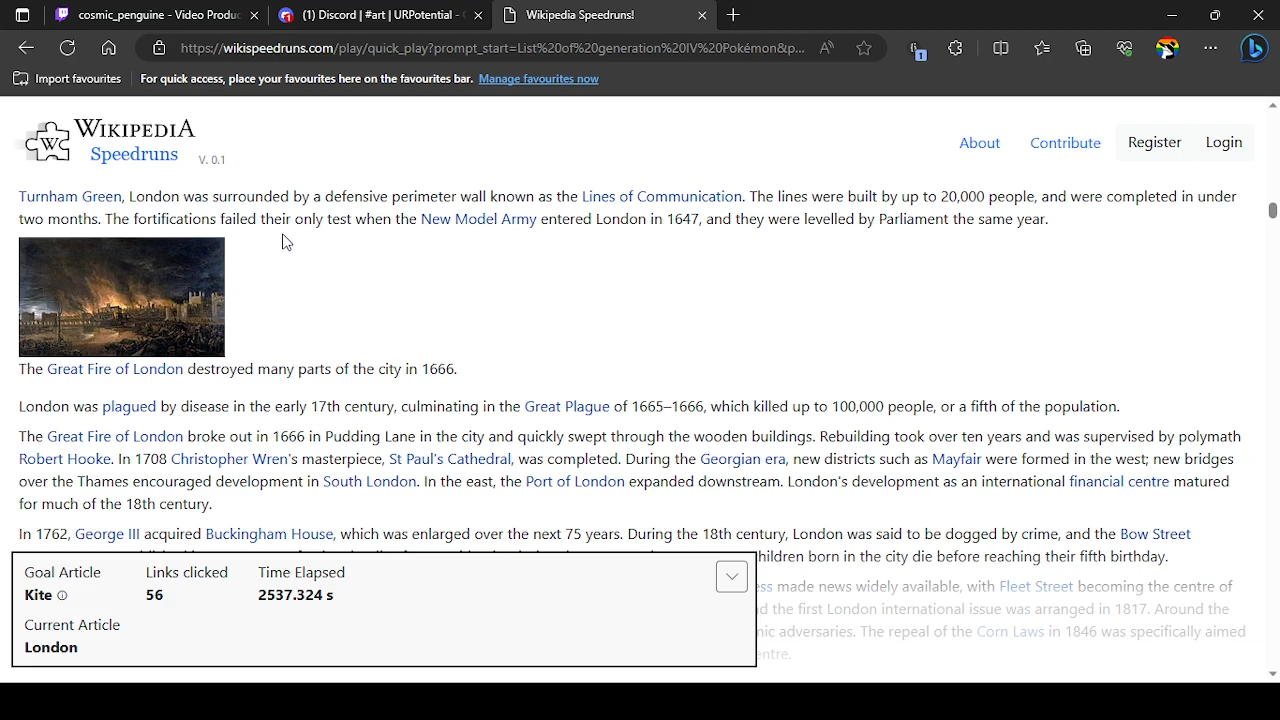 cosmic_penguine - Video Produc
(1) Discord | #art | URPotential -
Wikipedia Speedruns!
https://wikispeedruns.com/play/quick_play?prompt_start=List%20of%20generation%20IV%20Pokémon&p...
1
Import favourites
For quick access, place your favourites here on the favourites bar. Manage favourites now
WIKIPEDIA
Speedruns V. 0.1
About Contribute Register Login
Turnham Green, London was surrounded by a defensive perimeter wall known as the Lines of Communication. The lines were built by up to 20,000 people, and were completed in under
two months. The fortifications failed their only test when the New Model Army entered London in 1647, and they were levelled by Parliament the same year.
The Great Fire of London destroyed many parts of the city in 1666.
London was plagued by disease in the early 17th century, culminating in the Great Plague of 1665–1666, which killed up to 100,000 people, or a fifth of the population.
The Great Fire of London broke out in 1666 in Pudding Lane in the city and quickly swept through the wooden buildings. Rebuilding took over ten years and was supervised by polymath
Robert Hooke. In 1708 Christopher Wren's masterpiece, St Paul's Cathedral, was completed. During the Georgian era, new districts such as Mayfair were formed in the west; new bridges
over the Thames encouraged development in South London. In the east, the Port of London expanded downstream. London's development as an international financial centre matured
for much of the 18th century.
In 1762, George III acquired Buckingham House, which was enlarged over the next 75 years. During the 18th century, London was said to be dogged by crime, and the Bow Street
children born in the city die before reaching their fifth birthday.
ess made news widely available, with Fleet Street becoming the centre of
d the first London international issue was arranged in 1817. Around the
mic adversaries. The repeal of the Corn Laws in 1846 was specifically aimed
entre.
Goal Article Links clicked Time Elapsed
Kite 56 2537.324 s
Current Article
London